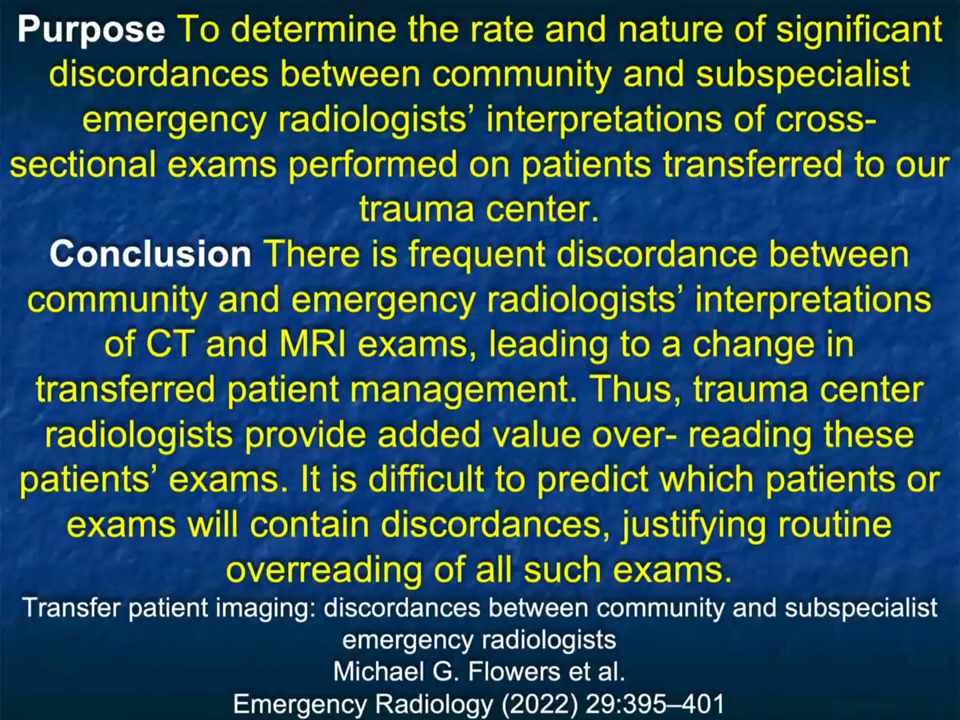 Purpose To determine the rate and nature of significant
discordances between community and subspecialist
emergency radiologists’ interpretations of cross-
sectional exams performed on patients transferred to our
trauma center.
Conclusion There is frequent discordance between
community and emergency radiologists’ interpretations
of CT and MRI exams, leading to a change in
transferred patient management. Thus, trauma center
radiologists provide added value over- reading these
patients’ exams. It is difficult to predict which patients or
exams will contain discordances, justifying routine
overreading of all such exams.
Transfer patient imaging: discordances between community and subspecialist
emergency radiologists
Michael G. Flowers et al.
Emergency Radiology (2022) 29:395–401